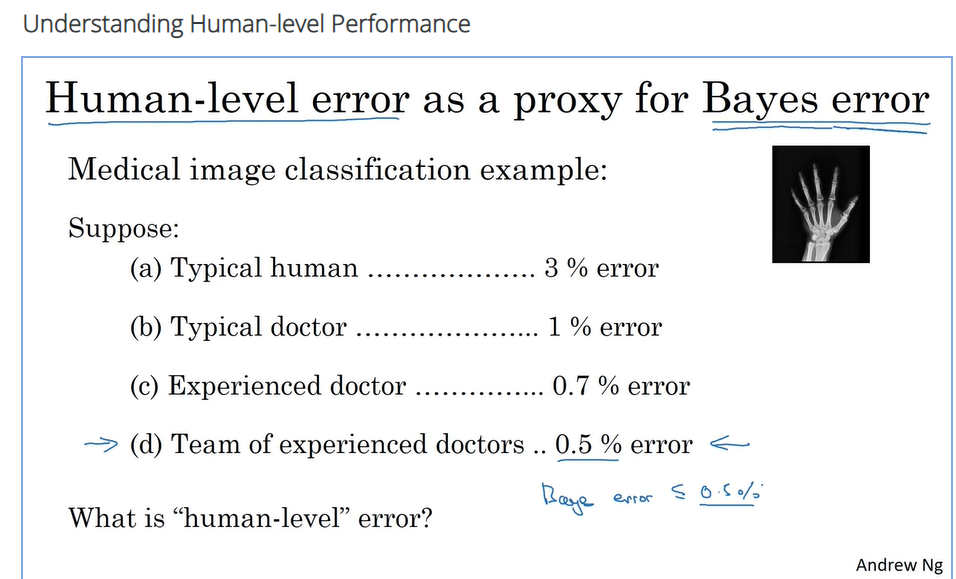 Understanding Human-level Performance
Human-level error as a proxy for Bayes error
Medical image classification example:
Suppose:
(a) Typical human ................... 3 % error
(b) Typical doctor ..................... 1 % error
(c) Experienced doctor .............. 0.7 % error
(d) Team of experienced doctors .. 0.5 % error
Baye error ≤ 0.5%
What is “human-level” error?
Andrew Ng